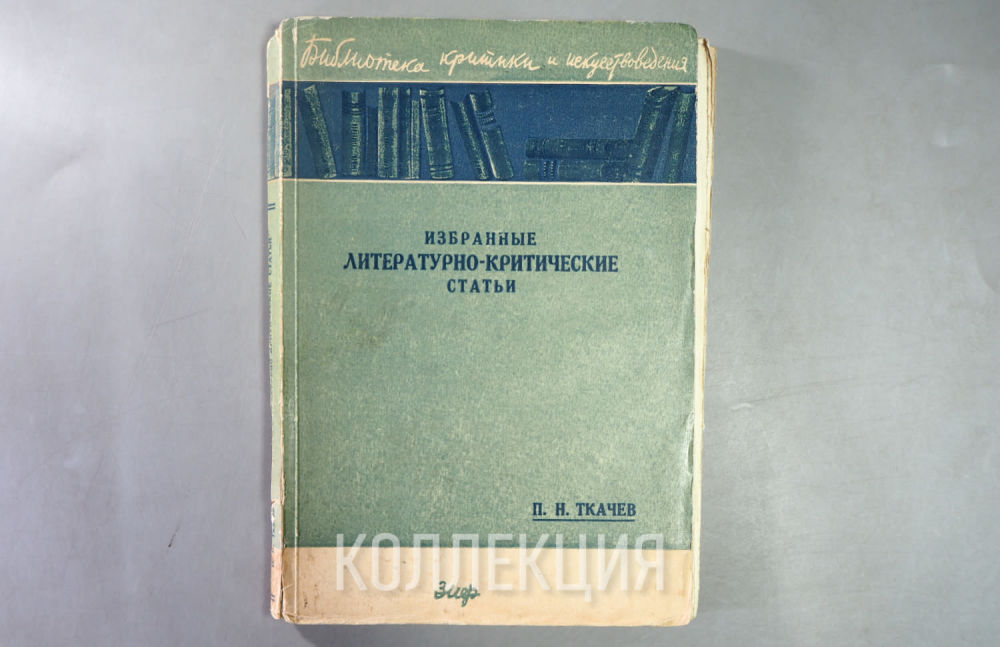 Библиотека критики и искусствоведения
ИЗБРАННЫЕ
ЛИТЕРАТУРНО-КРИТИЧЕСКИЕ
СТАТЬИ
П. Н. ТКАЧЕВ
КОЛЛЕКЦИЯ
Зиф